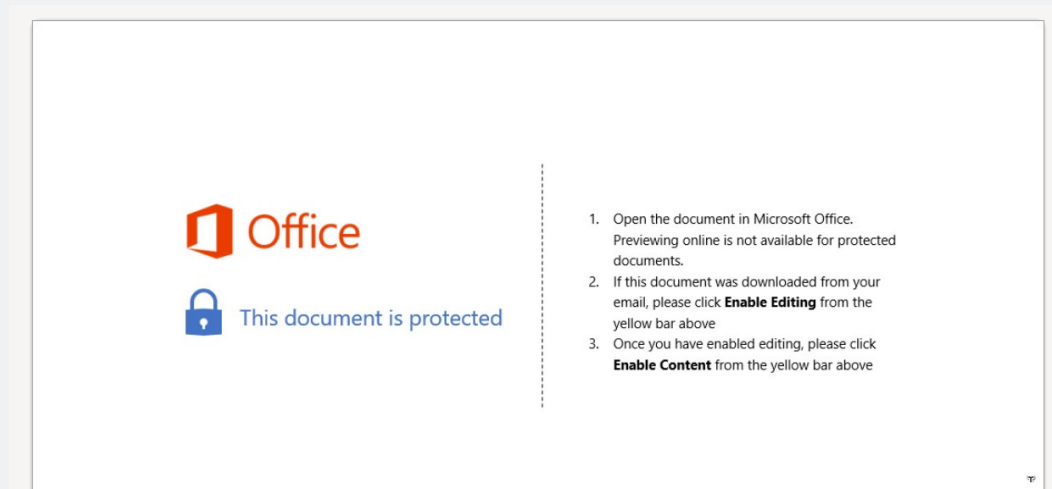 Office
This document is protected
1. Open the document in Microsoft Office.
Previewing online is not available for protected
documents.
2. If this document was downloaded from your
email, please click Enable Editing from the
yellow bar above
3. Once you have enabled editing, please click
Enable Content from the yellow bar above